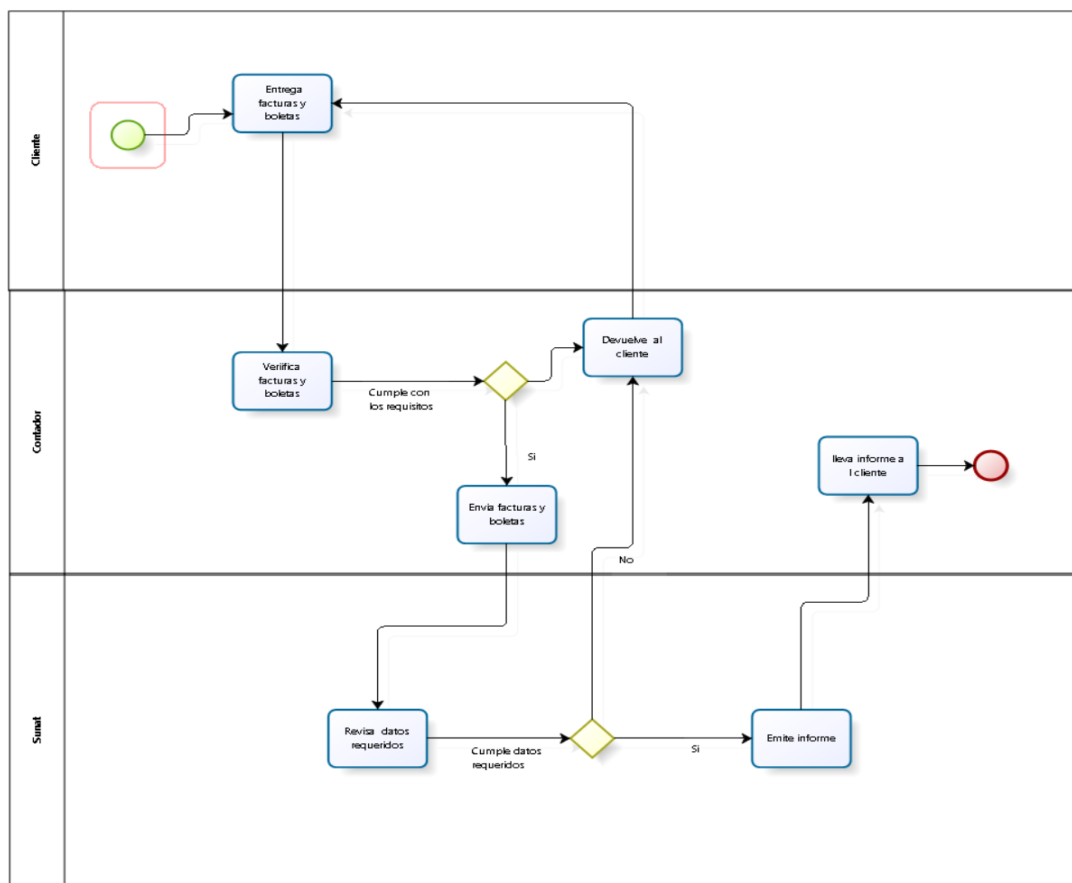 Cliente
Entrega
facturas y
boletas
Contador
Devuelve al
cliente
Veriifica
facturas y
boletas
Cumple con
los requisitos
Si
lleva informe a
l cliente
Envia facturas y
boletas
No
Sunat
Revisa datos
requeridos
Cumple datos
requeridos
Si
Emite informe